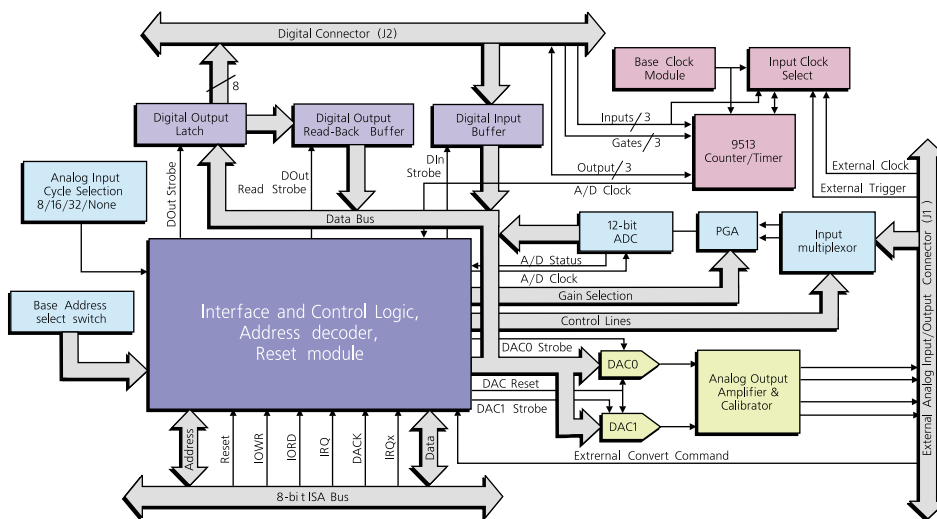 Digital Connector (J2)
8
Base Clock
Module
Input Clock
Select
Digital Output
Latch
Digital Output
Read-Back Buffer
Digital Input
Buffer
Inputs/3
Gates/3
9513
Counter/Timer
Output/3
A/D Clock
External Clock
External Trigger
Analog Input
Cycle Selection
8/16/32/None
DOut Strobe
Read
DOut
Strobe
DIn
Strobe
Data Bus
12-bit
ADC
PGA
Input
multiplexor
A/D Status
A/D Clock
Gain Selection
Control Lines
Base Address
select switch
Interface and Control Logic,
Address decoder,
Reset module
DAC0 Strobe
DAC0
DAC Reset
DAC1 Strobe
DAC1
Analog Output
Amplifier &
Calibrator
Extrernal Convert Command
External Analog Input/Output Connector (J1)
Address
Reset
IOWR
IORD
IRQ
DACK
IRQx
Data
8-bit ISA Bus